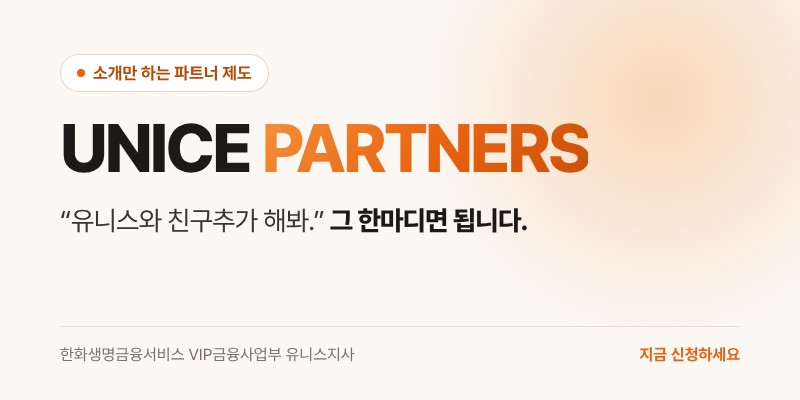 소개만 하는 파트너 제도
UNICE PARTNERS
“유니스와 친구추가 해봐.” 그 한마디면 됩니다.
한화생명금융서비스 VIP금융사업부 유니스지사
지금 신청하세요